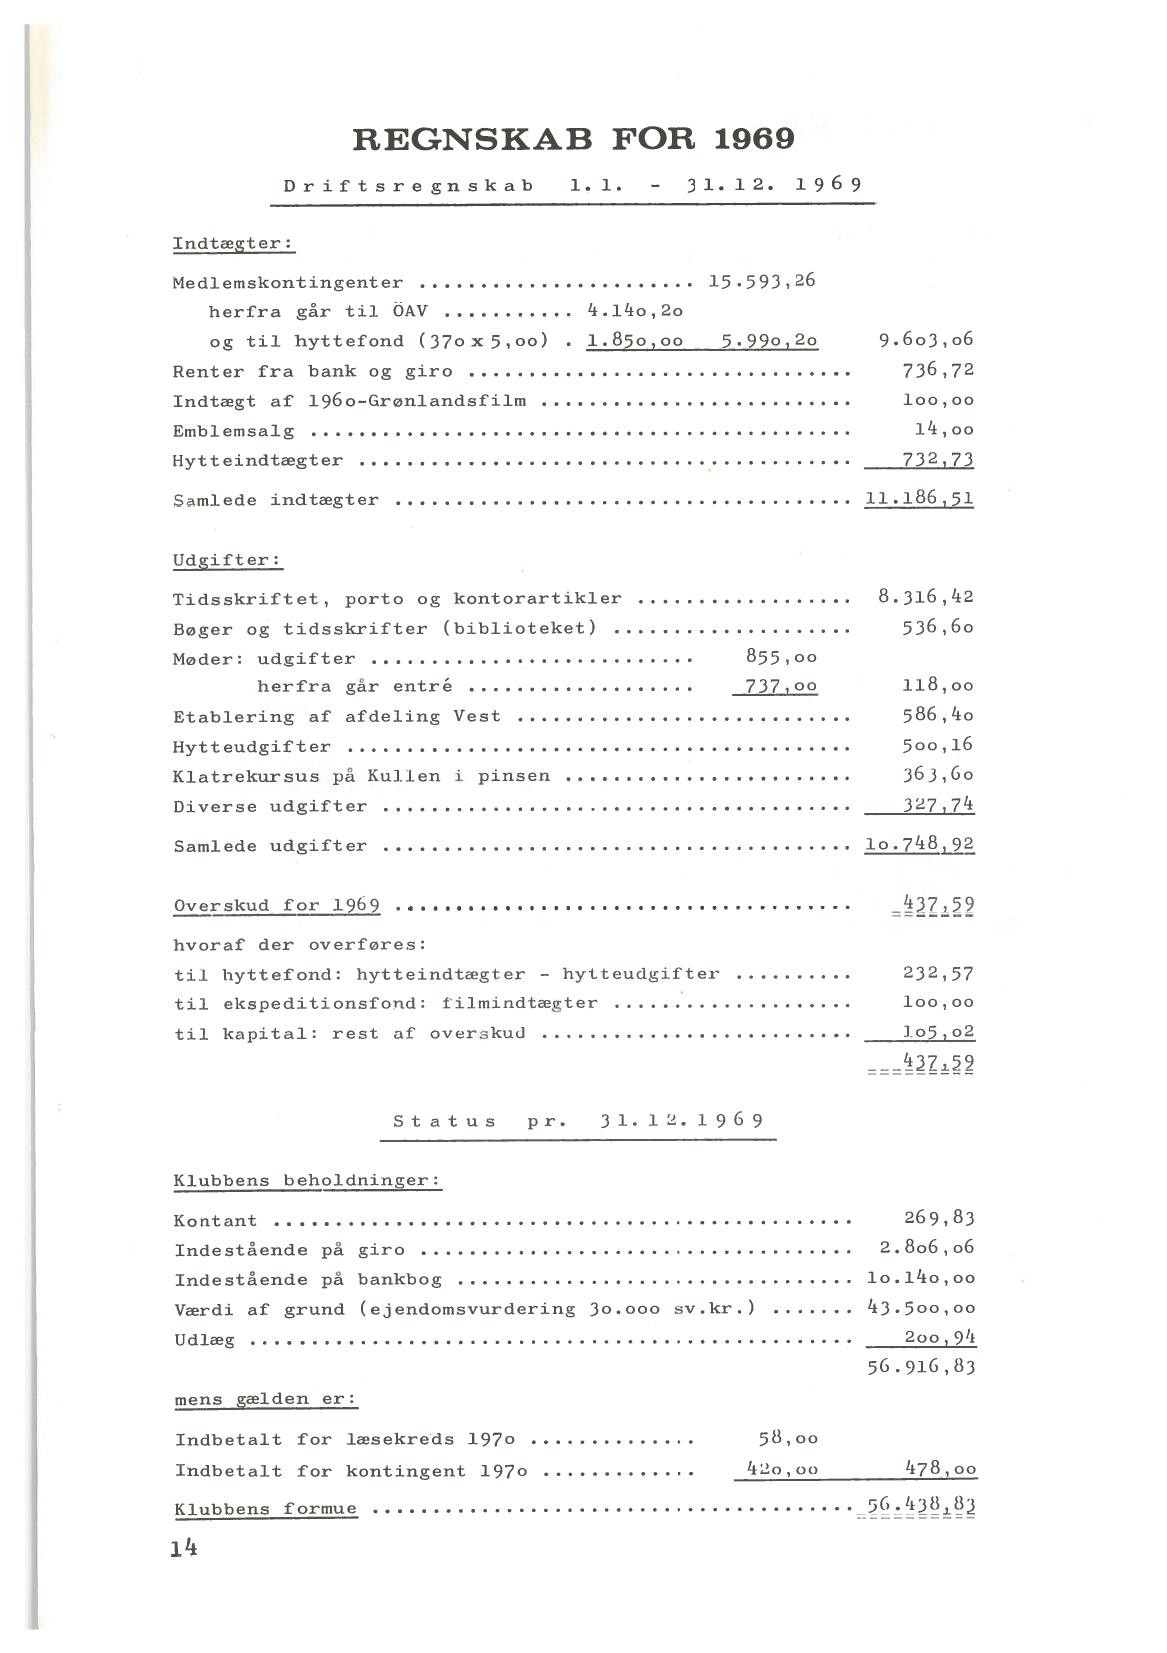 REGNSKAB FOR 1969
Driftsregnskab 1.1. - 31.12. 1969
Indtægter:
Medlemskontingenter ....................... 15.593,26
herfra går til ÖAV ........... 4.14o,2o
og til hyttefond (37o x 5,oo) . 1.85o,oo 5.99o,2o 9.6o3,o6
Renter fra bank og giro ................................ 736,72
Indtægt af 196o-Grønlandsfilm .......................... 1oo,oo
Emblemsalg ............................................. 14,oo
Hytteindtægter ......................................... 732,73
Samlede indtægter ...................................... 11.186,51
Udgifter:
Tidsskriftet, porto og kontorartikler .................. 8.316,42
Bøger og tidsskrifter (biblioteket) .................... 536,6o
Møder: udgifter ........................... 855,oo
herfra går entré ................... 737,oo 118,oo
Etablering af afdeling Vest ............................ 586,4o
Hytteudgifter .......................................... 5oo,16
Klatrekursus på Kullen i pinsen ........................ 363,6o
Diverse udgifter ....................................... 327,74
Samlede udgifter ....................................... 1o.748,92
Overskud for 1969 ...................................... 437,59
hvoraf der overføres:
til hyttefond: hytteindtægter - hytteudgifter .......... 232,57
til ekspeditionsfond: filmindtægter .................... 1oo,oo
til kapital: rest af overskud .......................... 1o5,o2
437,59
Status pr. 31.12.1969
Klubbens beholdninger:
Kontant ................................................ 269,83
Indestående på giro .................................... 2.8o6,o6
Indestående på bankbog ................................. 1o.14o,oo
Værdi af grund (ejendomsvurdering 3o.ooo sv.kr.) ....... 43.5oo,oo
Udlæg .................................................. 2oo,94
56.916,83
mens gælden er:
Indbetalt for læsekreds 197o .............. 58,oo
Indbetalt for kontingent 197o ............. 42o,oo 478,oo
Klubbens formue ........................................ 56.438,83
14